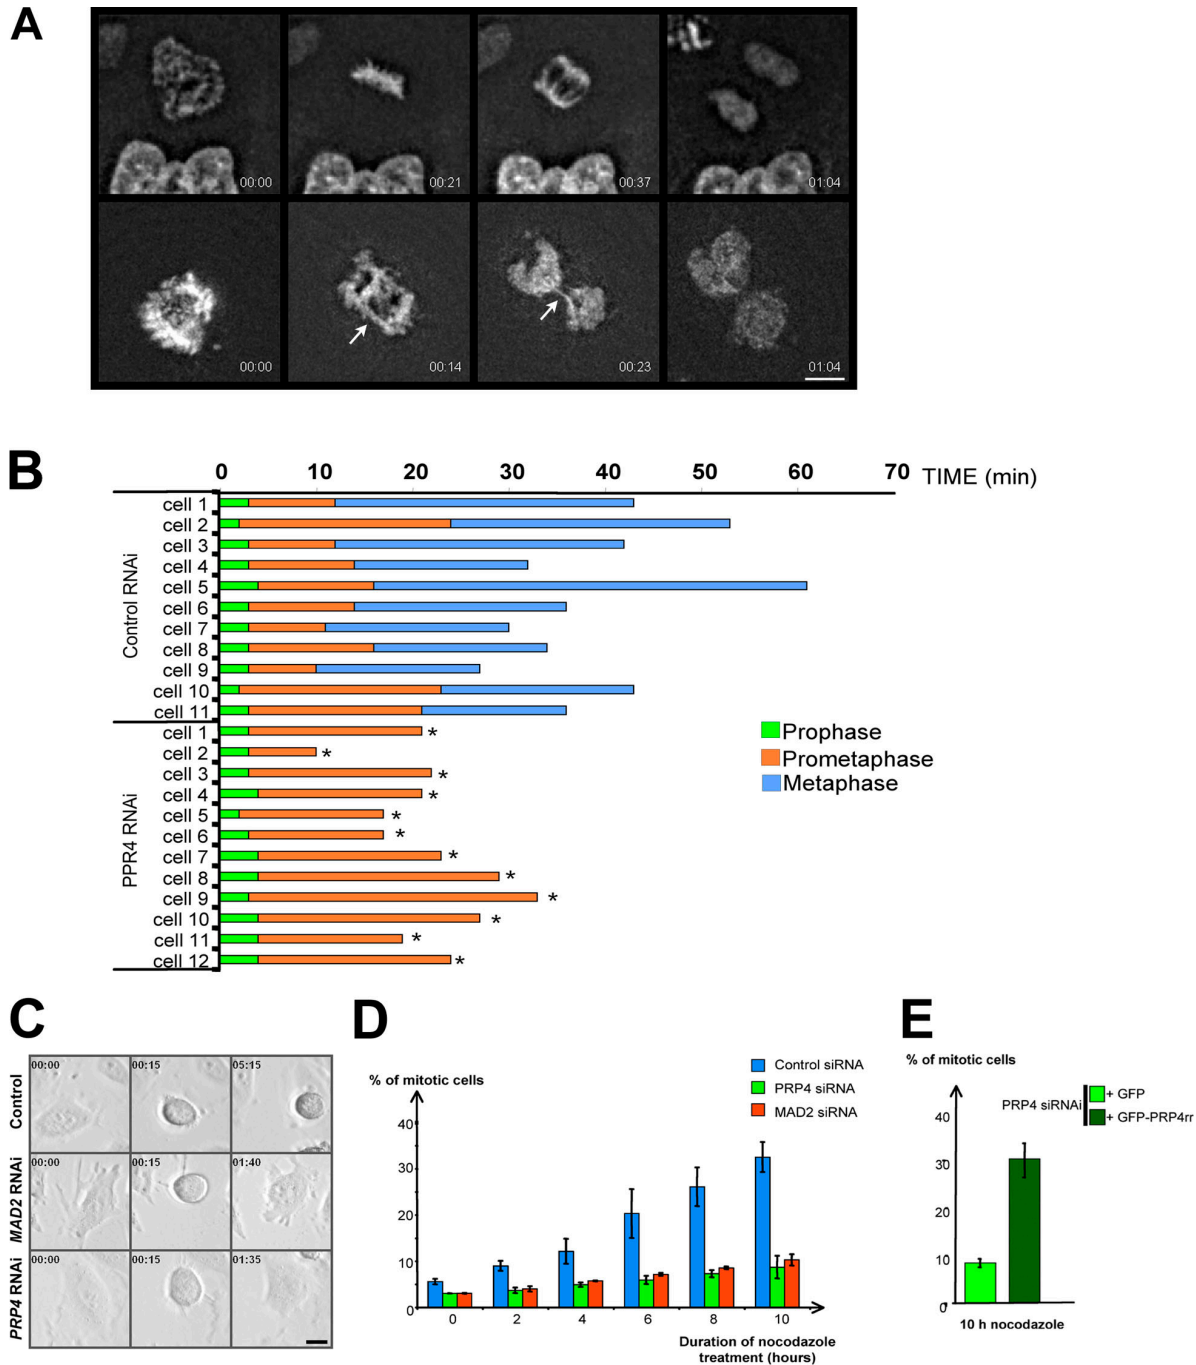 A
00:00 00:21 00:37 01:04
00:00 00:14 00:23 01:04
B
0 10 20 30 40 50 60 70 TIME (min)
Control RNAi
cell 1
cell 2
cell 3
cell 4
cell 5
cell 6
cell 7
cell 8
cell 9
cell 10
cell 11
PPR4 RNAi
cell 1 *
cell 2 *
cell 3 *
cell 4 *
cell 5 *
cell 6 *
cell 7 *
cell 8 *
cell 9 *
cell 10 *
cell 11 *
cell 12 *
Prophase
Prometaphase
Metaphase
C
Control
00:00 00:15 05:15
MAD2 RNAi
00:00 00:15 01:40
PRP4 RNAi
00:00 00:15 01:35
D
% of mitotic cells
Control siRNA
PRP4 siRNA
MAD2 siRNA
40
30
20
10
0
0 2 4 6 8 10
Duration of nocodazole
treatment (hours)
E
% of mitotic cells
PRP4 siRNAi
+ GFP
+ GFP-PRP4rr
40
30
20
10
0
10 h nocodazole